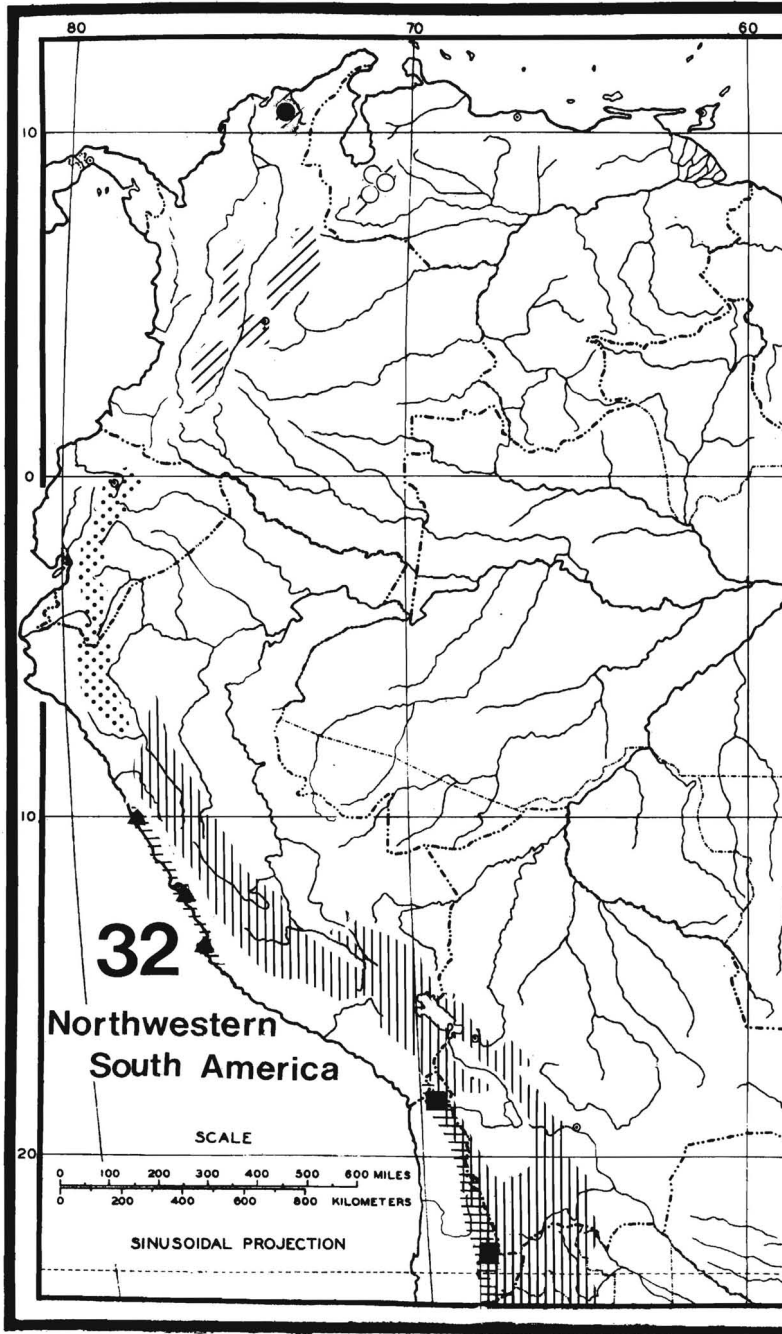 80 70 60
10
0
10
32
Northwestern
South America
SCALE
0 100 200 300 400 500 600 MILES
0 200 400 600 800 KILOMETERS
20
SINUSOIDAL PROJECTION